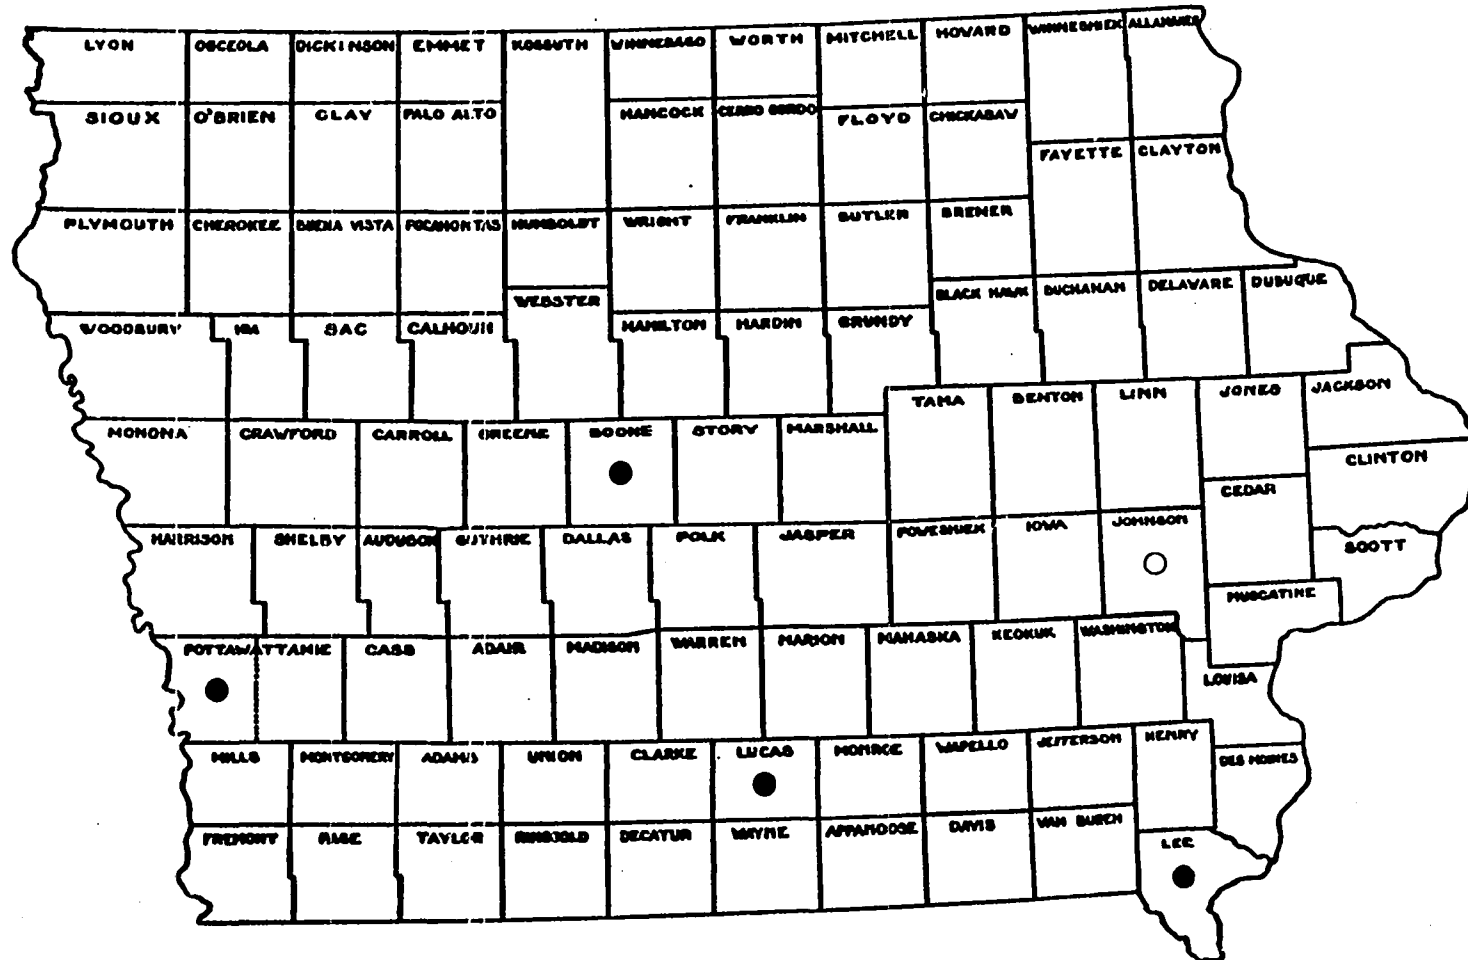 LYON OSCEOLA DICKINSON EMMET KOSSUTH WINNEBAGO WORTH MITCHELL HOWARD WINNESHIEK ALLAMAKEE
SIOUX O'BRIEN CLAY PALO ALTO HANCOCK CERRO GORDO FLOYD CHICKASAW
FAYETTE CLAYTON
PLYMOUTH CHEROKEE BUENA VISTA POCAHONTAS HUMBOLDT WRIGHT FRANKLIN BUTLER BREMER
WEBSTER BLACK HAWK BUCHANAN DELAWARE DUBUQUE
WOODBURY IDA SAC CALHOUN HAMILTON HARDIN GRUNDY
TAMA BENTON LINN JONES JACKSON
MONONA CRAWFORD CARROLL GREENE BOONE STORY MARSHALL
CLINTON
CEDAR
HARRISON SHELBY AUDUBON GUTHRIE DALLAS POLK JASPER POWESHIEK IOWA JOHNSON
SCOTT
MUSCATINE
POTTAWATTAMIE CASS ADAIR MADISON WARREN MARION MAHASKA KEOKUK WASHINGTON
LOUISA
MILLS MONTGOMERY ADAMS UNION CLARKE LUCAS MONROE WAPELLO JEFFERSON HENRY
DES MOINES
FREMONT PAGE TAYLOR RINGGOLD DECATUR WAYNE APPANOOSE DAVIS VAN BUREN
LEE